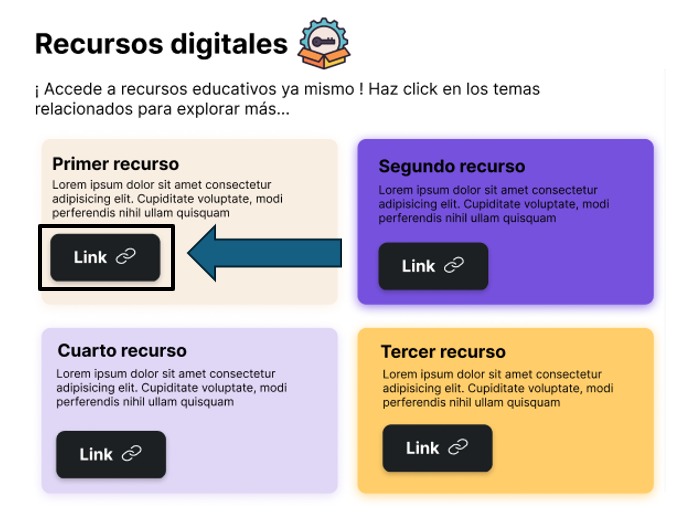 Recursos digitales
¡ Accede a recursos educativos ya mismo ! Haz click en los temas
relacionados para explorar más...
Primer recurso
Lorem ipsum dolor sit amet consectetur
adipisicing elit. Cupiditate voluptate, modi
perferendis nihil ullam quisquam
Link
Segundo recurso
Lorem ipsum dolor sit amet consectetur
adipisicing elit. Cupiditate voluptate, modi
perferendis nihil ullam quisquam
Link
Cuarto recurso
Lorem ipsum dolor sit amet consectetur
adipisicing elit. Cupiditate voluptate, modi
perferendis nihil ullam quisquam
Link
Tercer recurso
Lorem ipsum dolor sit amet consectetur
adipisicing elit. Cupiditate voluptate, modi
perferendis nihil ullam quisquam
Link